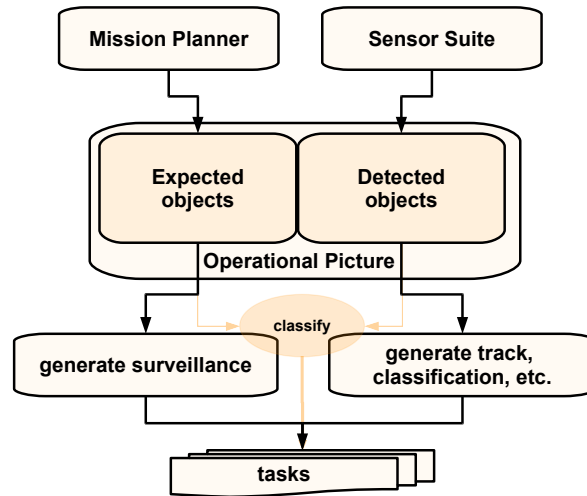 Mission Planner
Sensor Suite
Expected
objects
Detected
objects
Operational Picture
classify
generate surveillance
generate track,
classification, etc.
tasks